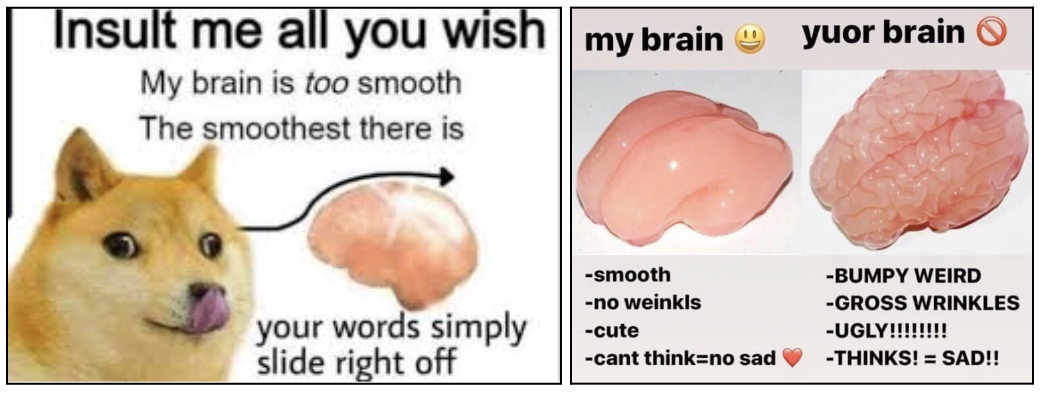 Insult me all you wish
My brain is too smooth
The smoothest there is
your words simply
slide right off
my brain 😃
-smooth
-no weinkls
-cute
-cant think=no sad ❤️
yuor brain 🚫
-BUMPY WEIRD
-GROSS WRINKLES
-UGLY!!!!!!!!
-THINKS! = SAD!!